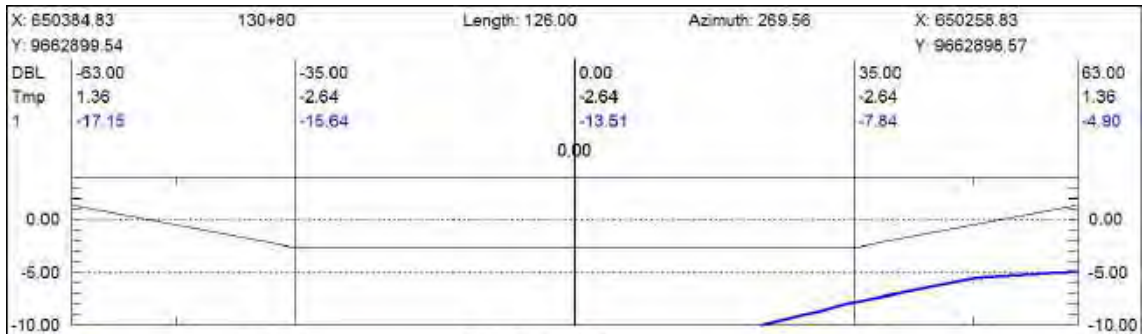 X: 650384.83 130+80 Length: 126.00 Azimuth: 269.56 X: 650258.83
Y: 9662899.54 Y: 9662898.57
DBL -63.00 -35.00 0.00 35.00 63.00
Tmp 1.36 -2.64 -2.64 -2.64 1.36
1 -17.15 -15.64 -13.51 -7.84 -4.90
0.00
0.00 0.00
-5.00 -5.00
-10.00 -10.00